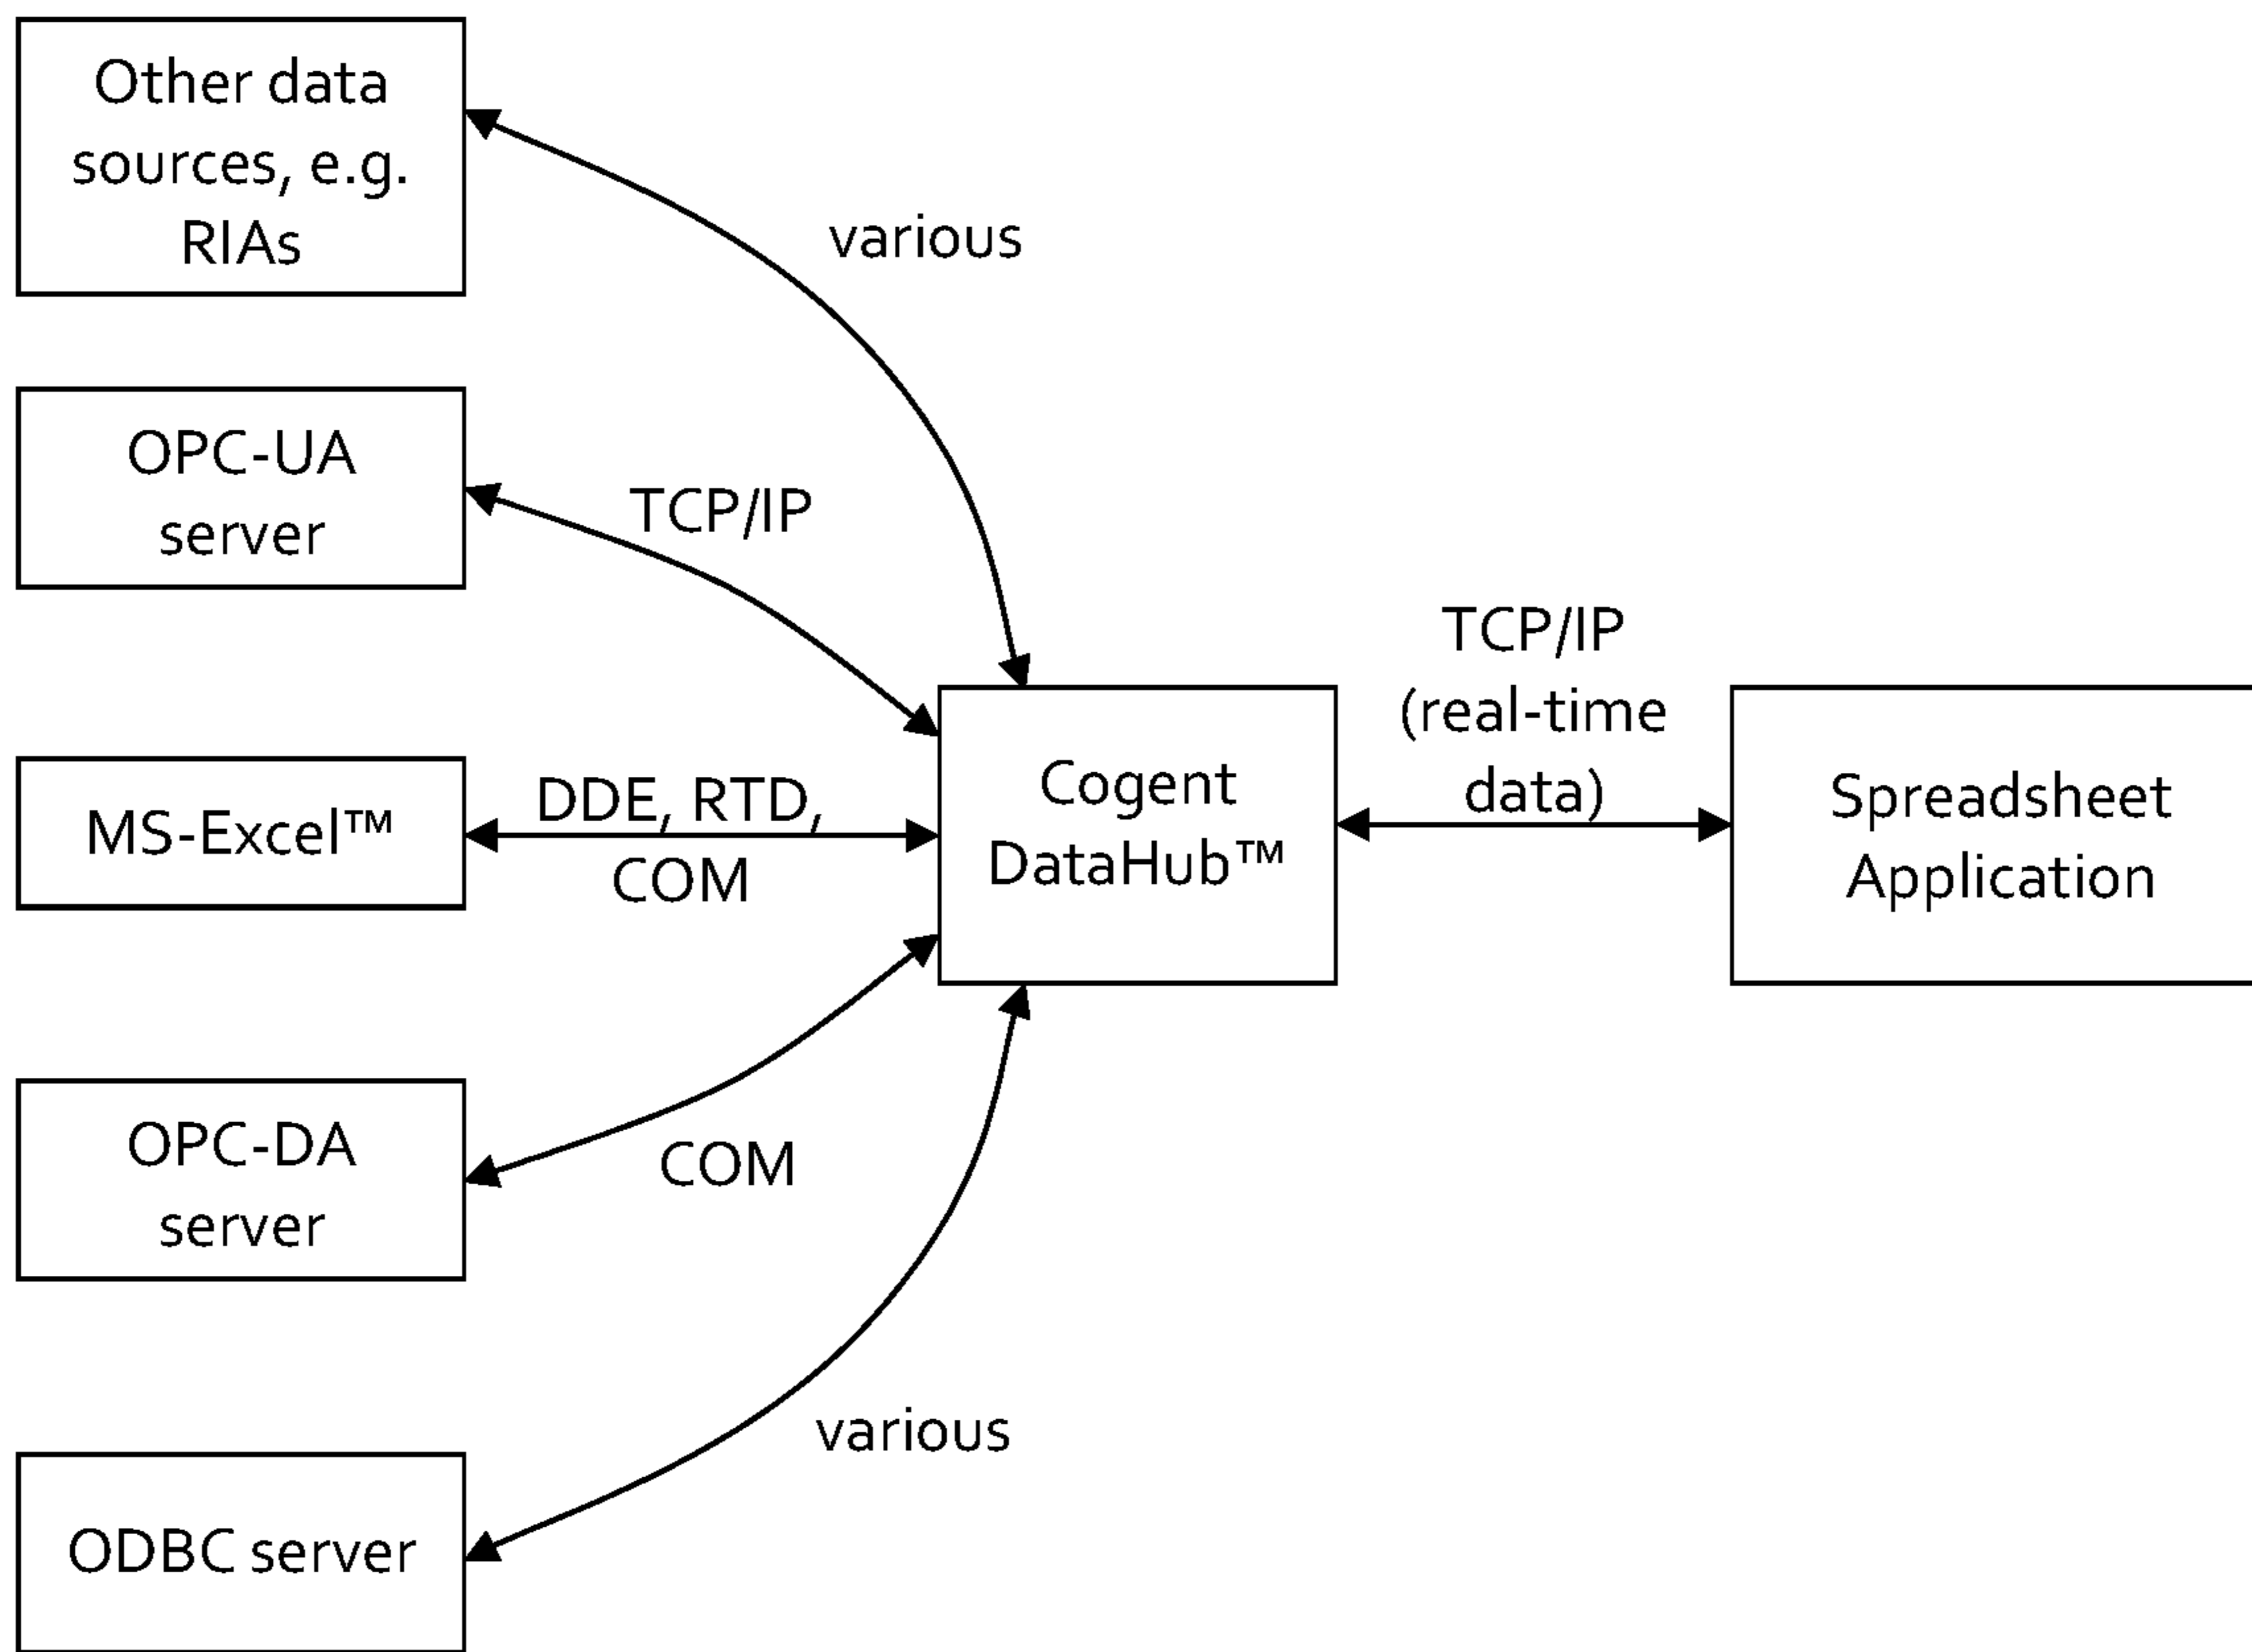 Other data
sources, e.g.
RIAs
various
OPC-UA
server
TCP/IP
TCP/IP
(real-time
data)
MS-Excel™
DDE, RTD,
COM
Cogent
DataHub™
Spreadsheet
Application
OPC-DA
server
COM
various
ODBC server